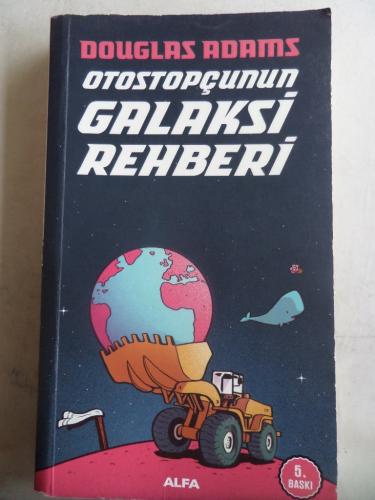 DOUGLAS ADAMS
OTOSTOPÇUNUN
GALAKSİ
REHBERİ
5.
BASKI
ALFA